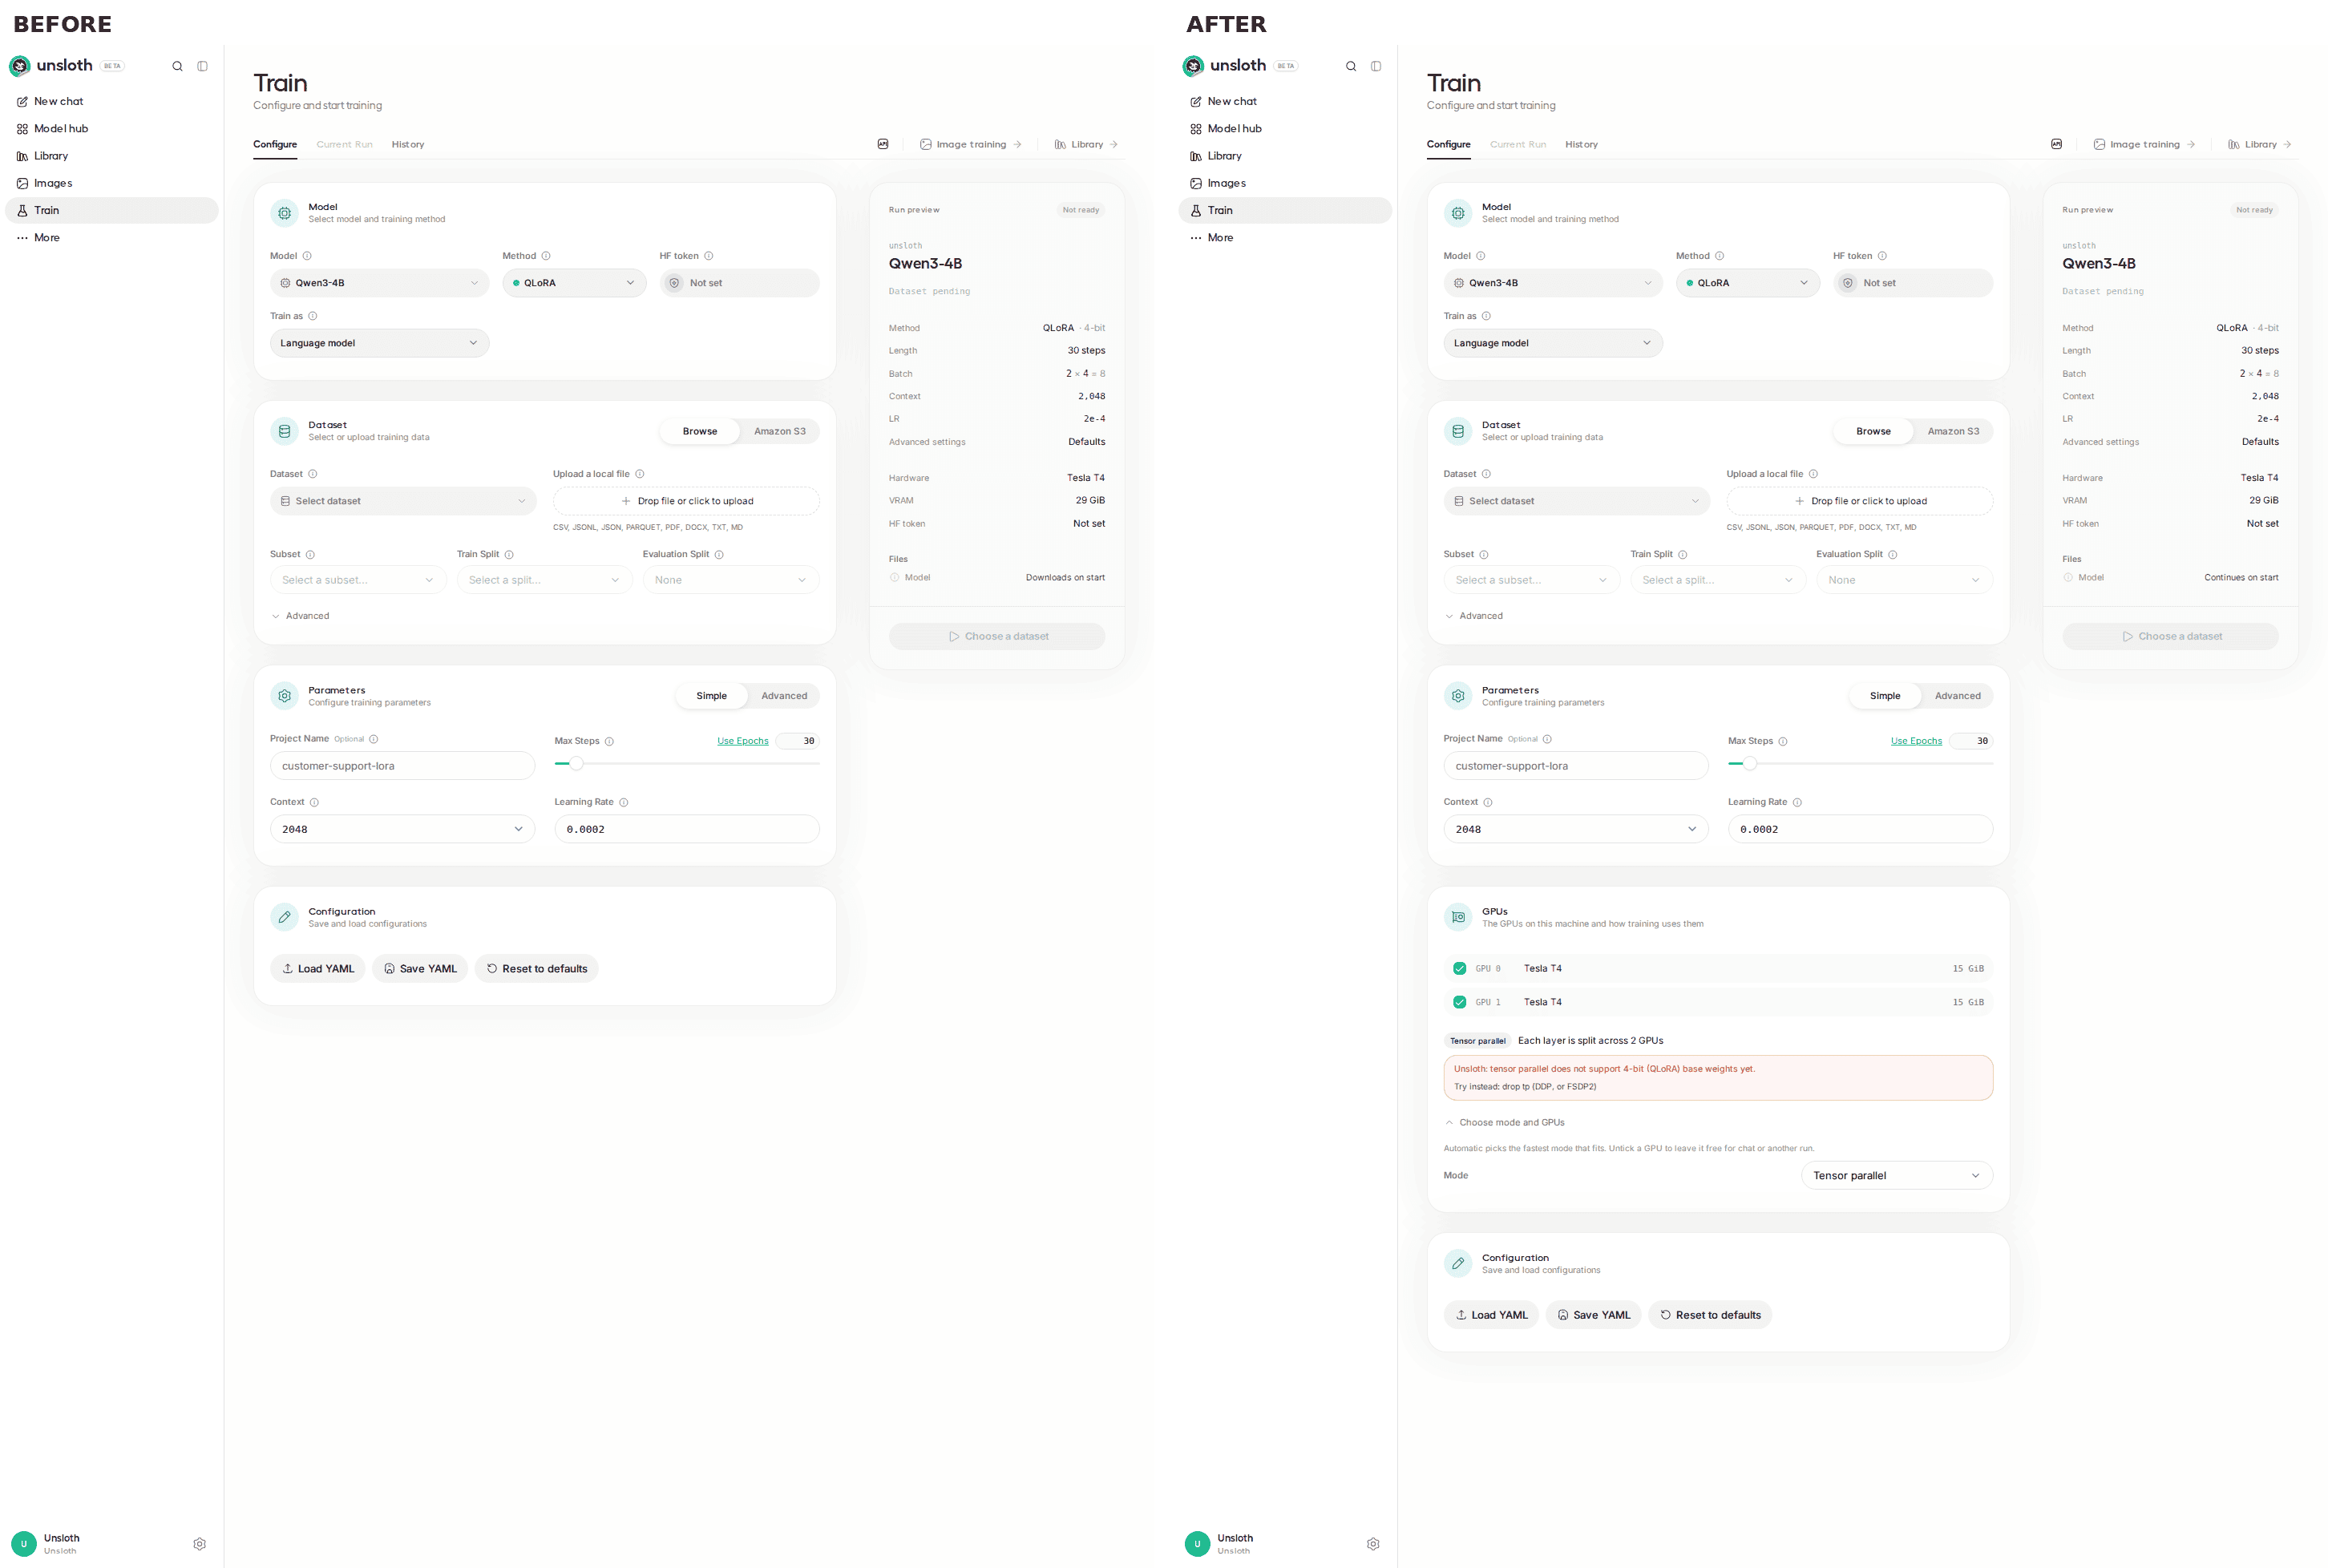 BEFORE
unsloth BETA
New chat
Model hub
Library
Images
Train
More
Train
Configure and start training
Configure Current Run History
API Image training Library
Model
Select model and training method
Model Method HF token
Qwen3-4B QLoRA Not set
Train as
Language model
Dataset
Select or upload training data
Browse Amazon S3
Dataset Upload a local file
Select dataset Drop file or click to upload
CSV, JSONL, JSON, PARQUET, PDF, DOCX, TXT, MD
Subset Train Split Evaluation Split
Select a subset... Select a split... None
Advanced
Parameters
Configure training parameters
Simple Advanced
Project Name Optional Max Steps Use Epochs 30
customer-support-lora
Context Learning Rate
2048 0.0002
Configuration
Save and load configurations
Load YAML Save YAML Reset to defaults
Run preview Not ready
unsloth
Qwen3-4B
Dataset pending
Method QLoRA · 4-bit
Length 30 steps
Batch 2 × 4 = 8
Context 2,048
LR 2e-4
Advanced settings Defaults
Hardware Tesla T4
VRAM 29 GiB
HF token Not set
Files
Model Downloads on start
Choose a dataset
U Unsloth
Unsloth
AFTER
unsloth BETA
New chat
Model hub
Library
Images
Train
More
Train
Configure and start training
Configure Current Run History
API Image training Library
Model
Select model and training method
Model Method HF token
Qwen3-4B QLoRA Not set
Train as
Language model
Dataset
Select or upload training data
Browse Amazon S3
Dataset Upload a local file
Select dataset Drop file or click to upload
CSV, JSONL, JSON, PARQUET, PDF, DOCX, TXT, MD
Subset Train Split Evaluation Split
Select a subset... Select a split... None
Advanced
Parameters
Configure training parameters
Simple Advanced
Project Name Optional Max Steps Use Epochs 30
customer-support-lora
Context Learning Rate
2048 0.0002
GPUs
The GPUs on this machine and how training uses them
GPU 0 Tesla T4 15 GiB
GPU 1 Tesla T4 15 GiB
Tensor parallel Each layer is split across 2 GPUs
Unsloth: tensor parallel does not support 4-bit (QLoRA) base weights yet.
Try instead: drop tp (DDP, or FSDP2)
Choose mode and GPUs
Automatic picks the fastest mode that fits. Untick a GPU to leave it free for chat or another run.
Mode Tensor parallel
Configuration
Save and load configurations
Load YAML Save YAML Reset to defaults
Run preview Not ready
unsloth
Qwen3-4B
Dataset pending
Method QLoRA · 4-bit
Length 30 steps
Batch 2 × 4 = 8
Context 2,048
LR 2e-4
Advanced settings Defaults
Hardware Tesla T4
VRAM 29 GiB
HF token Not set
Files
Model Continues on start
Choose a dataset
U Unsloth
Unsloth